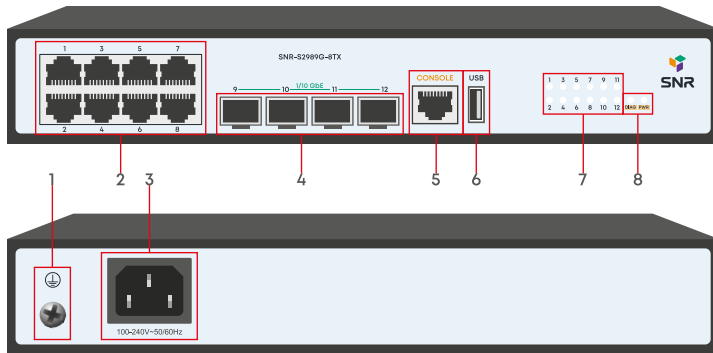 1 3 5 7
2 4 6 8
SNR-S2989G-8TX
1/10 GbE
9 10 11 12
CONSOLE
USB
1 3 5 7 9 11
2 4 6 8 10 12
DIAG PWR
SNR
1 2 3 4 5 6 7 8
100-240V~50/60Hz